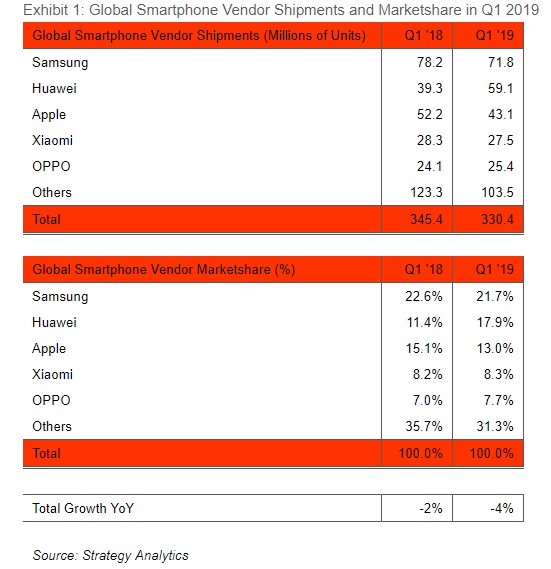 Exhibit 1: Global Smartphone Vendor Shipments and Marketshare in Q1 2019
Global Smartphone Vendor Shipments (Millions of Units) Q1 '18 Q1 '19
Samsung 78.2 71.8
Huawei 39.3 59.1
Apple 52.2 43.1
Xiaomi 28.3 27.5
OPPO 24.1 25.4
Others 123.3 103.5
Total 345.4 330.4
Global Smartphone Vendor Marketshare (%) Q1 '18 Q1 '19
Samsung 22.6% 21.7%
Huawei 11.4% 17.9%
Apple 15.1% 13.0%
Xiaomi 8.2% 8.3%
OPPO 7.0% 7.7%
Others 35.7% 31.3%
Total 100.0% 100.0%
Total Growth YoY -2% -4%
Source: Strategy Analytics